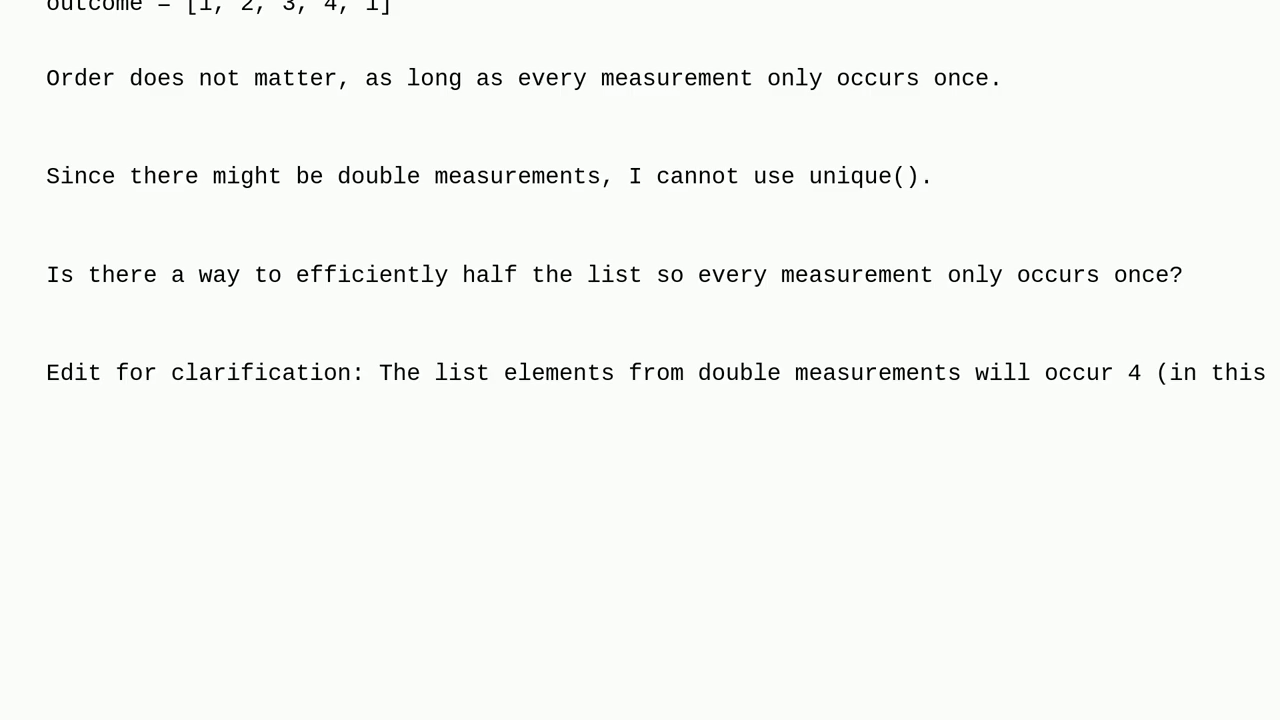 outcome = [1, 2, 3, 4, 1]
Order does not matter, as long as every measurement only occurs once.
Since there might be double measurements, I cannot use unique().
Is there a way to efficiently half the list so every measurement only occurs once?
Edit for clarification: The list elements from double measurements will occur 4 (in this